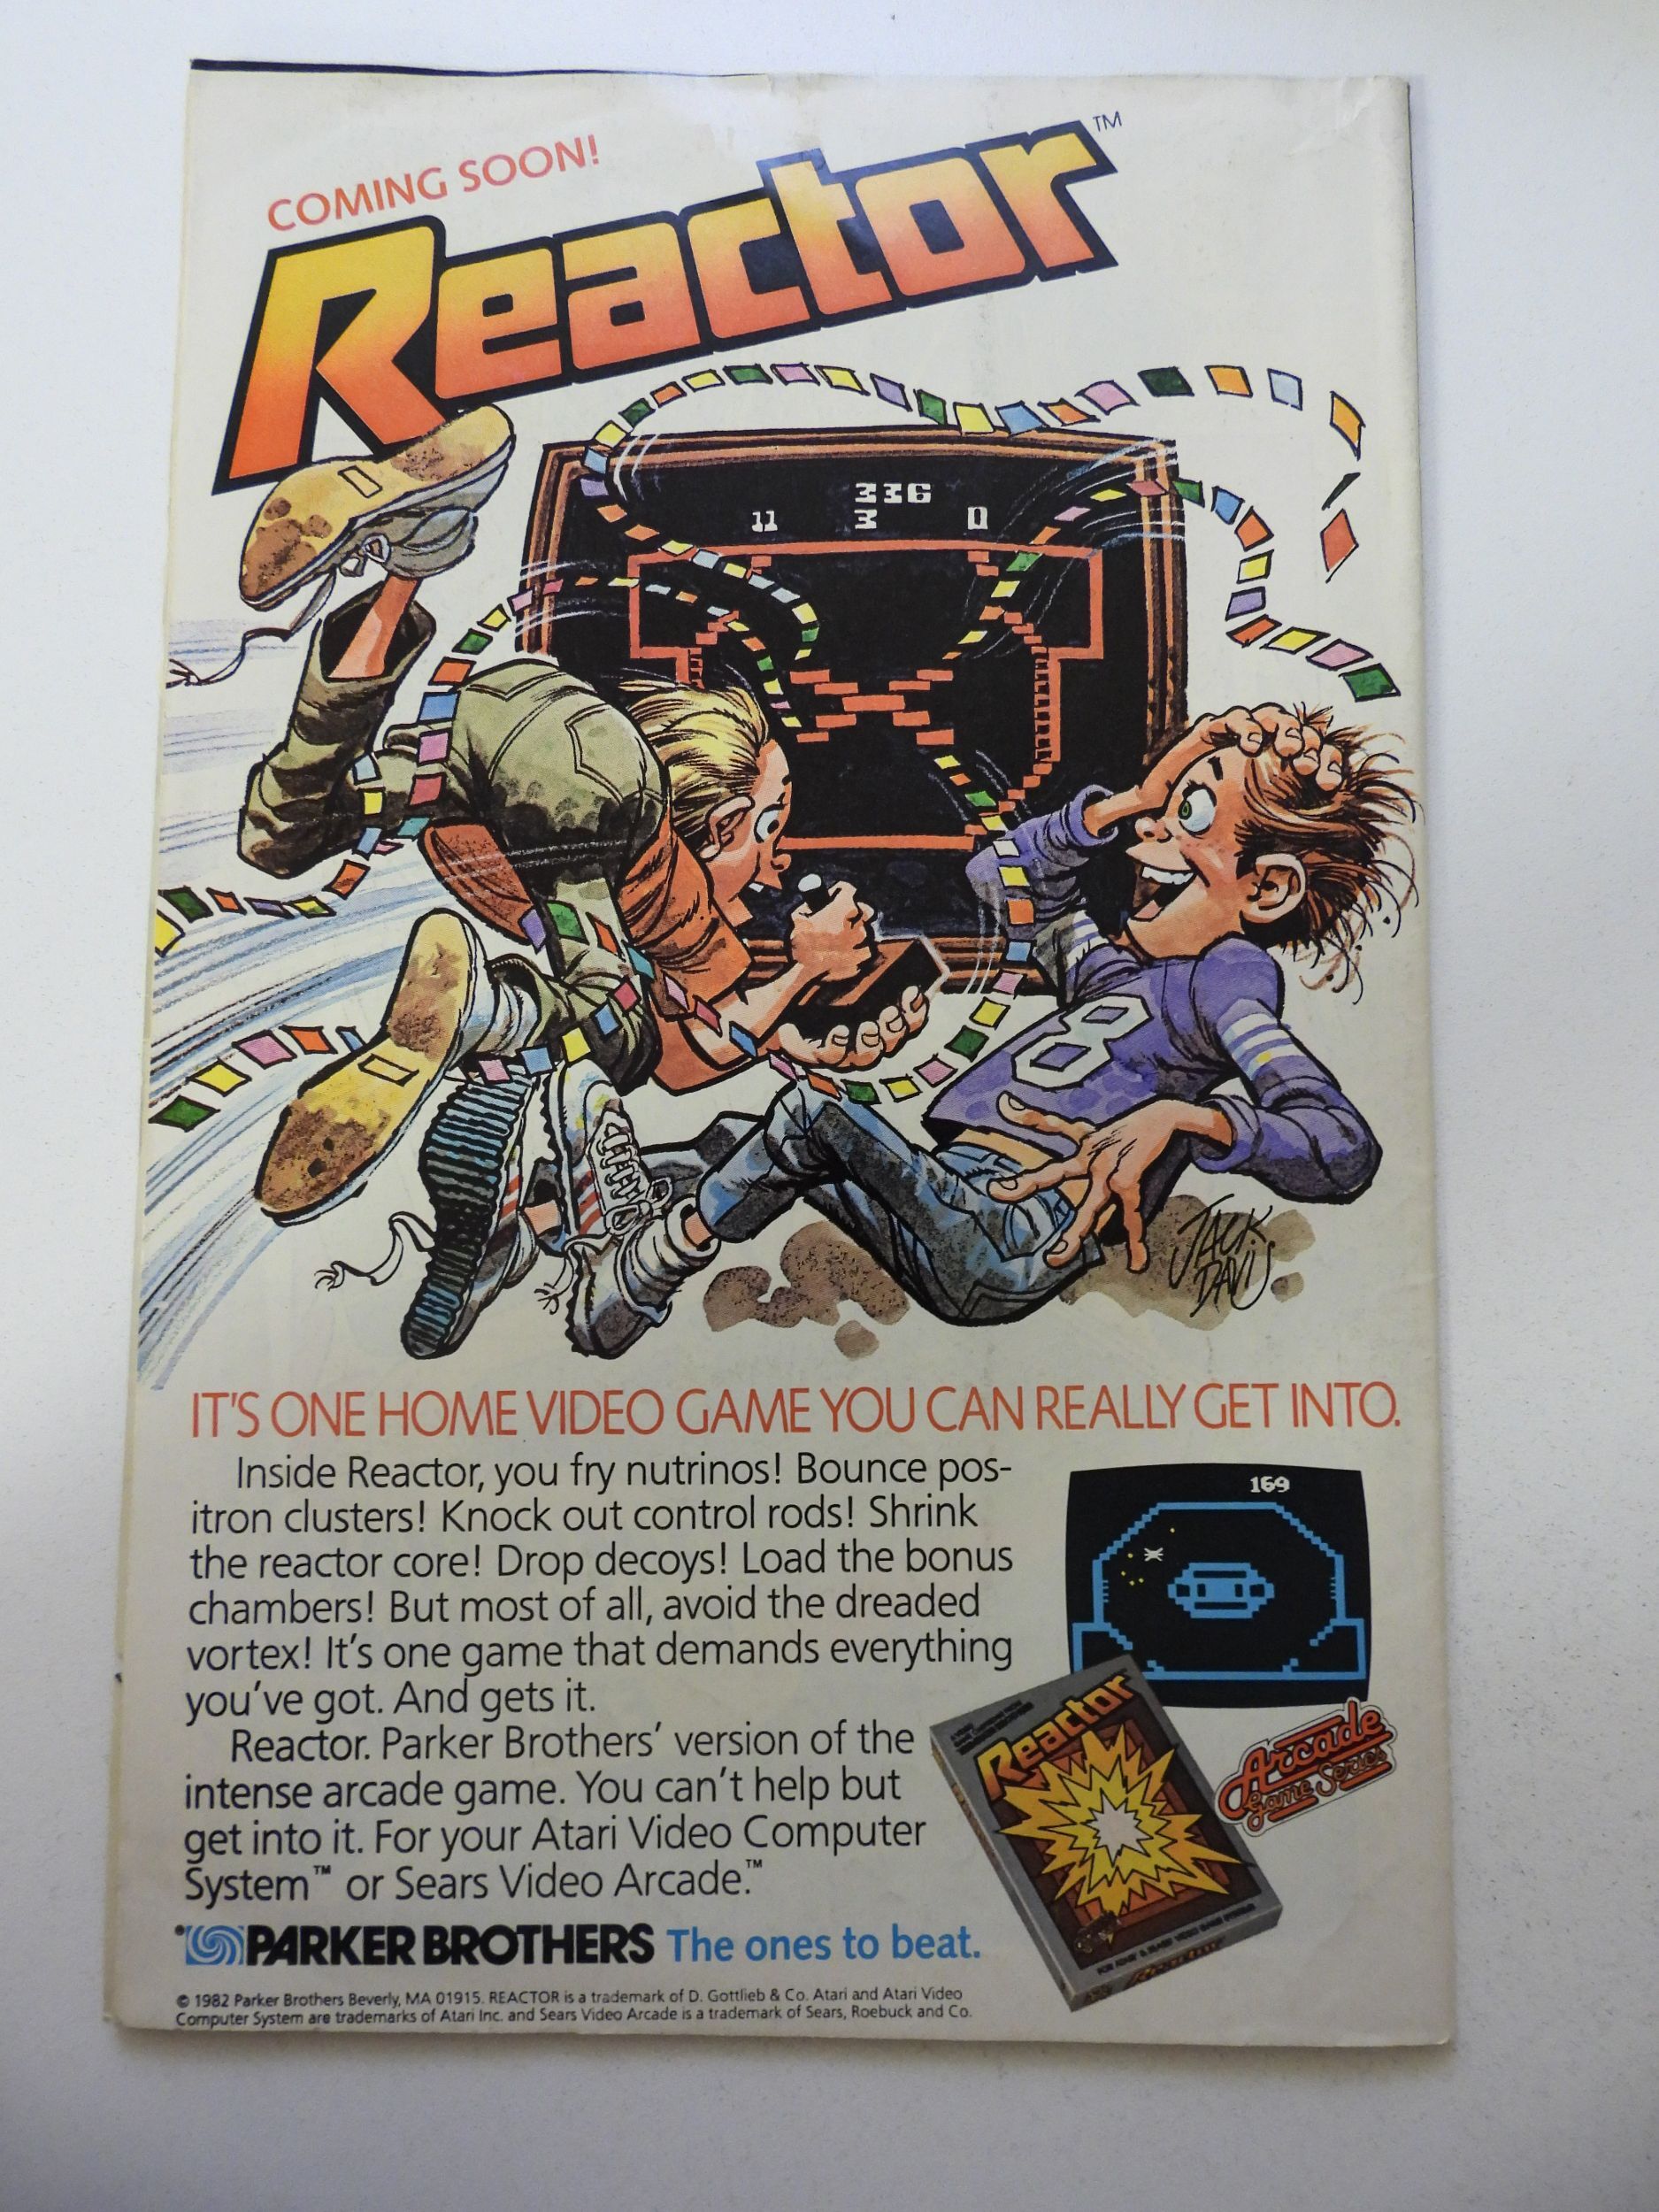 COMING SOON!
Reactor™
336
11 3 0
8
JACK
DAVIS
IT'S ONE HOME VIDEO GAME YOU CAN REALLY GET INTO.
Inside Reactor, you fry nutrinos! Bounce pos-
itron clusters! Knock out control rods! Shrink
the reactor core! Drop decoys! Load the bonus
chambers! But most of all, avoid the dreaded
vortex! It's one game that demands everything
you've got. And gets it.
Reactor. Parker Brothers' version of the
intense arcade game. You can't help but
get into it. For your Atari Video Computer
System™ or Sears Video Arcade.™
169
Reactor
Arcade
Game Series
Reactor
PARKER BROTHERS The ones to beat.
© 1982 Parker Brothers Beverly, MA 01915. REACTOR is a trademark of D. Gottlieb & Co. Atari and Atari Video
Computer System are trademarks of Atari Inc. and Sears Video Arcade is a trademark of Sears, Roebuck and Co.